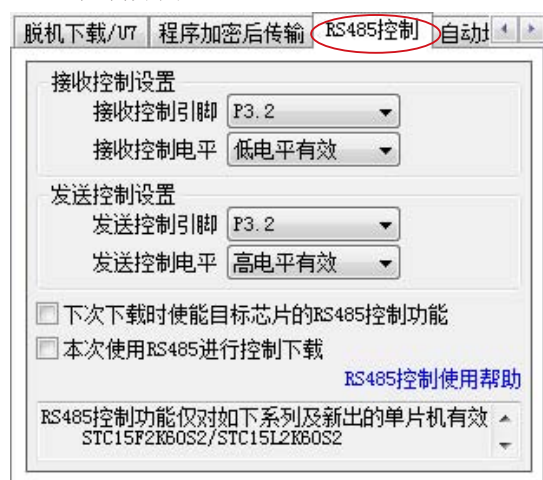 脱机下载/U7 程序加密后传输 RS485控制 自动
接收控制设置
接收控制引脚 P3.2
接收控制电平 低电平有效
发送控制设置
发送控制引脚 P3.2
发送控制电平 高电平有效
下次下载时使能目标芯片的RS485控制功能
本次使用RS485进行控制下载
RS485控制使用帮助
RS485控制功能仅对如下系列及新出的单片机有效
STC15F2K60S2/STC15L2K60S2